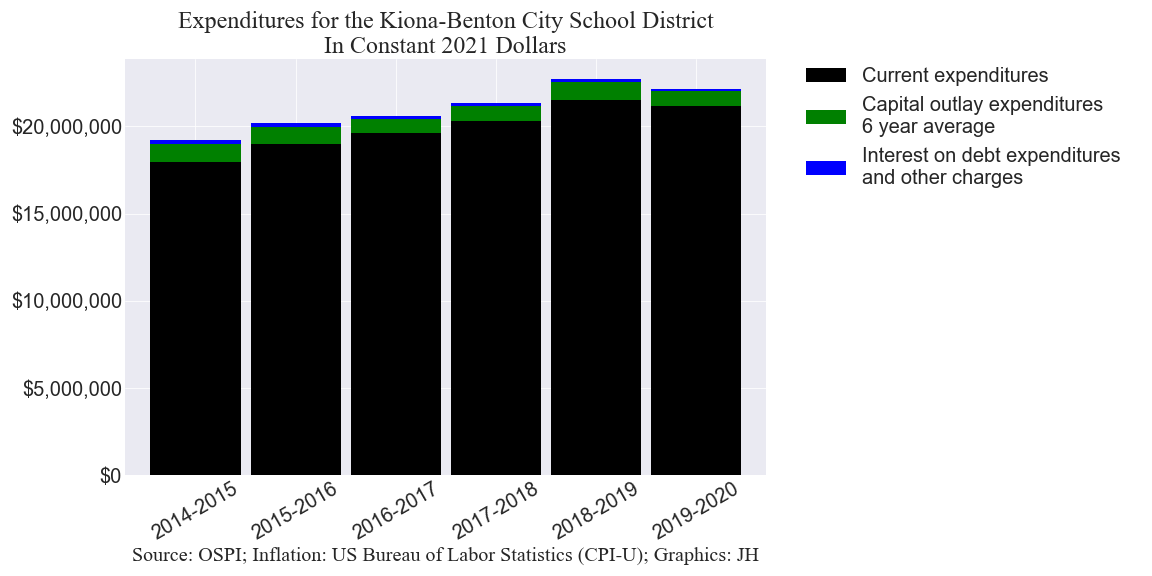 Expenditures for the Kiona-Benton City School District
In Constant 2021 Dollars
Current expenditures
Capital outlay expenditures
6 year average
Interest on debt expenditures
and other charges
$20,000,000
$15,000,000
$10,000,000
$5,000,000
$0
2014-2015
2015-2016
2016-2017
2017-2018
2018-2019
2019-2020
Source: OSPI; Inflation: US Bureau of Labor Statistics (CPI-U); Graphics: JH